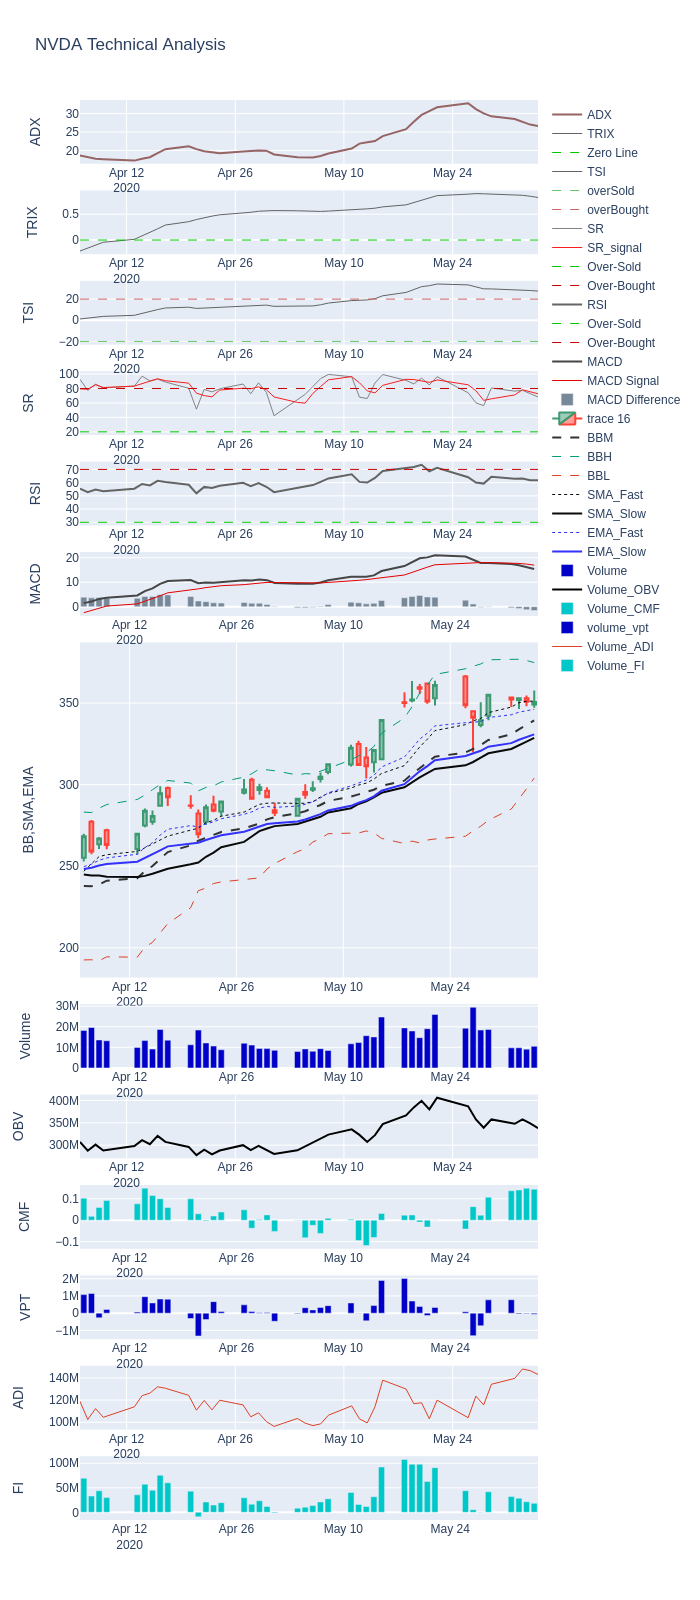 NVDA Technical Analysis
ADX
30
25
20
Apr 12
2020
Apr 26
May 10
May 24
TRIX
0.5
0
Apr 12
2020
Apr 26
May 10
May 24
TSI
20
0
−20
Apr 12
2020
Apr 26
May 10
May 24
SR
100
80
60
40
20
Apr 12
2020
Apr 26
May 10
May 24
RSI
70
60
50
40
30
Apr 12
2020
Apr 26
May 10
May 24
MACD
20
10
0
Apr 12
2020
Apr 26
May 10
May 24
BB,SMA,EMA
350
300
250
200
Apr 12
2020
Apr 26
May 10
May 24
Volume
30M
20M
10M
0
Apr 12
2020
Apr 26
May 10
May 24
OBV
400M
350M
300M
Apr 12
2020
Apr 26
May 10
May 24
CMF
0.1
0
−0.1
Apr 12
2020
Apr 26
May 10
May 24
VPT
2M
1M
0
−1M
Apr 12
2020
Apr 26
May 10
May 24
ADI
140M
120M
100M
Apr 12
2020
Apr 26
May 10
May 24
FI
100M
50M
0
Apr 12
2020
Apr 26
May 10
May 24
ADX
TRIX
Zero Line
TSI
overSold
overBought
SR
SR_signal
Over-Sold
Over-Bought
RSI
Over-Sold
Over-Bought
MACD
MACD Signal
MACD Difference
trace 16
BBM
BBH
BBL
SMA_Fast
SMA_Slow
EMA_Fast
EMA_Slow
Volume
Volume_OBV
Volume_CMF
volume_vpt
Volume_ADI
Volume_FI